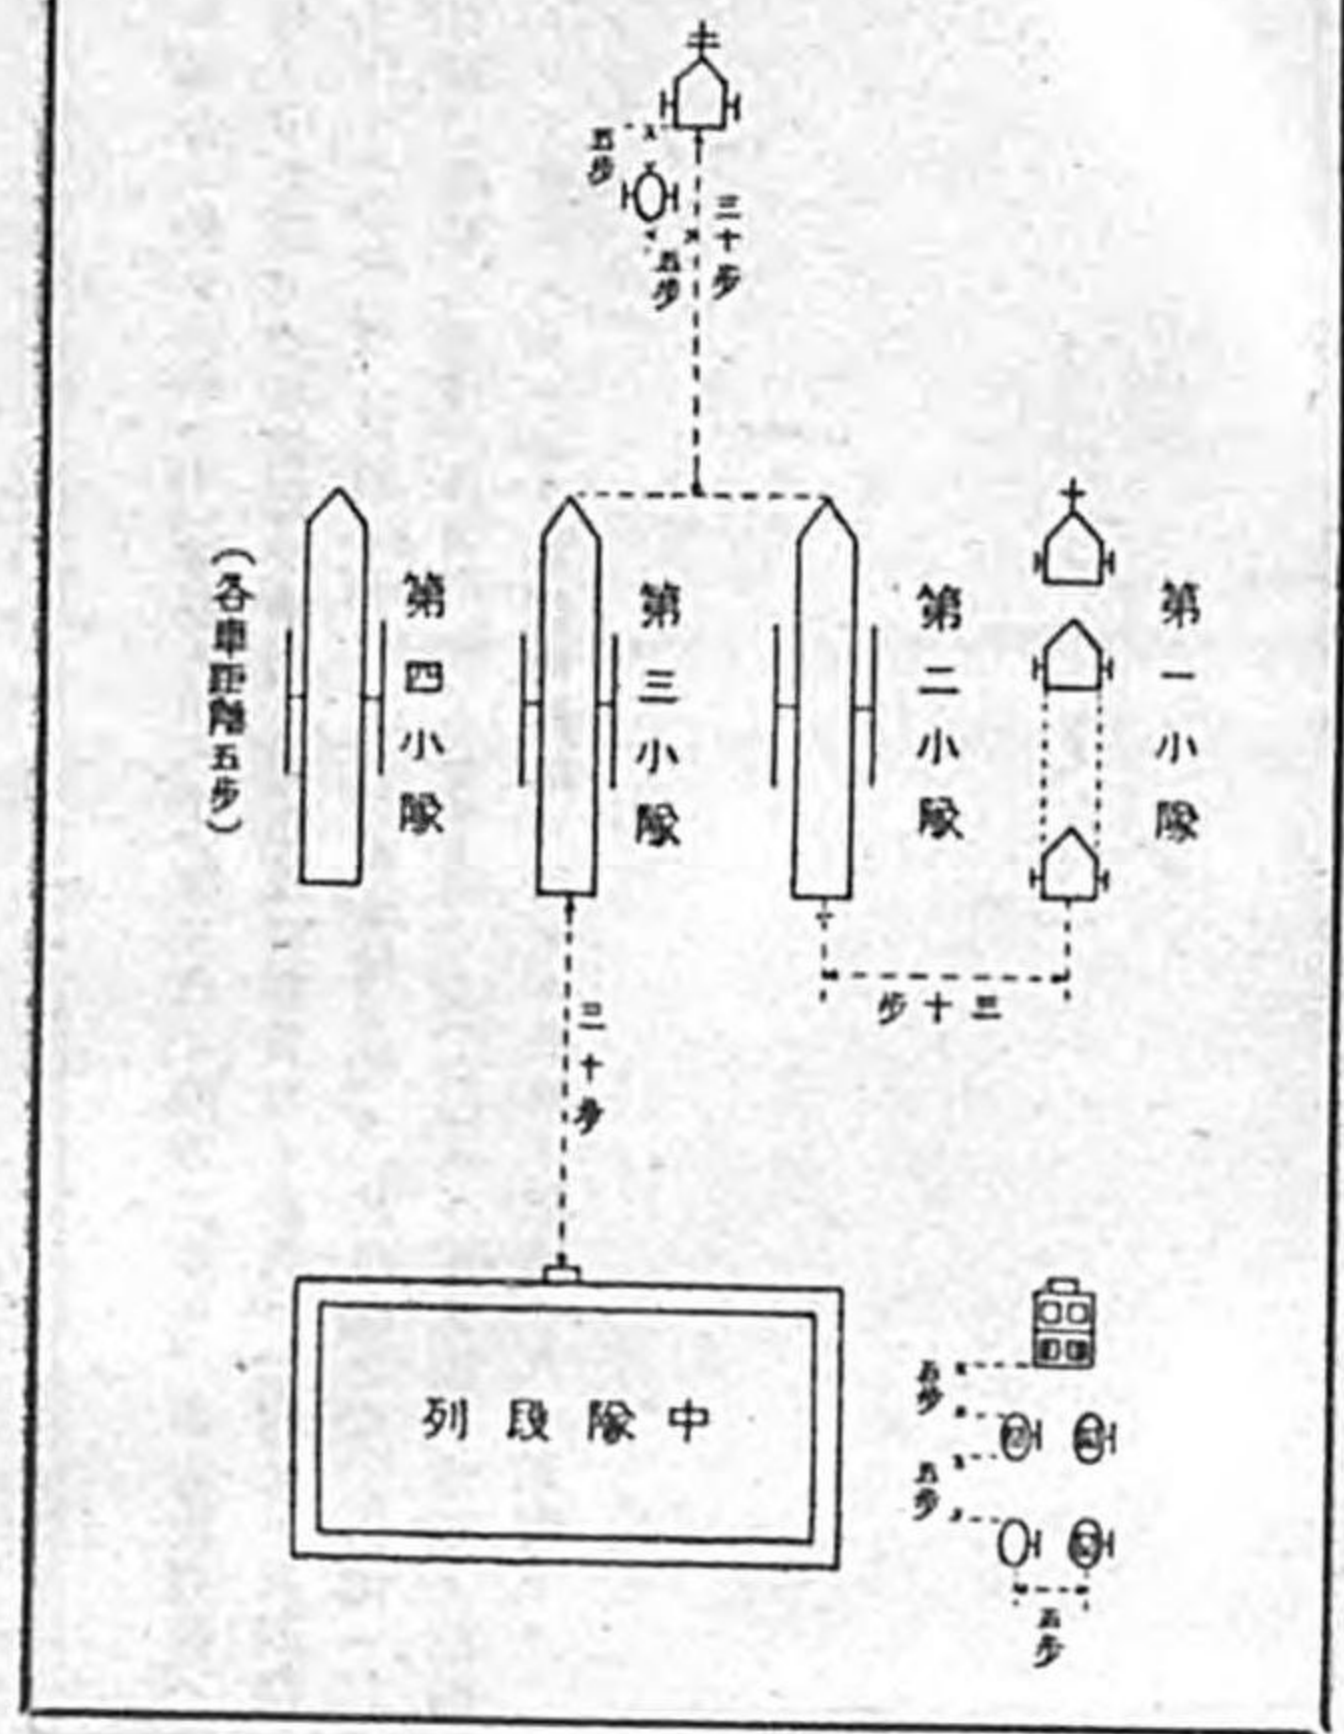 五步
三十步
五步
第一小隊
第二小隊
第三小隊
第四小隊
(各車距離五步)
三十步
三十步
中隊段列
五步
五步
五步